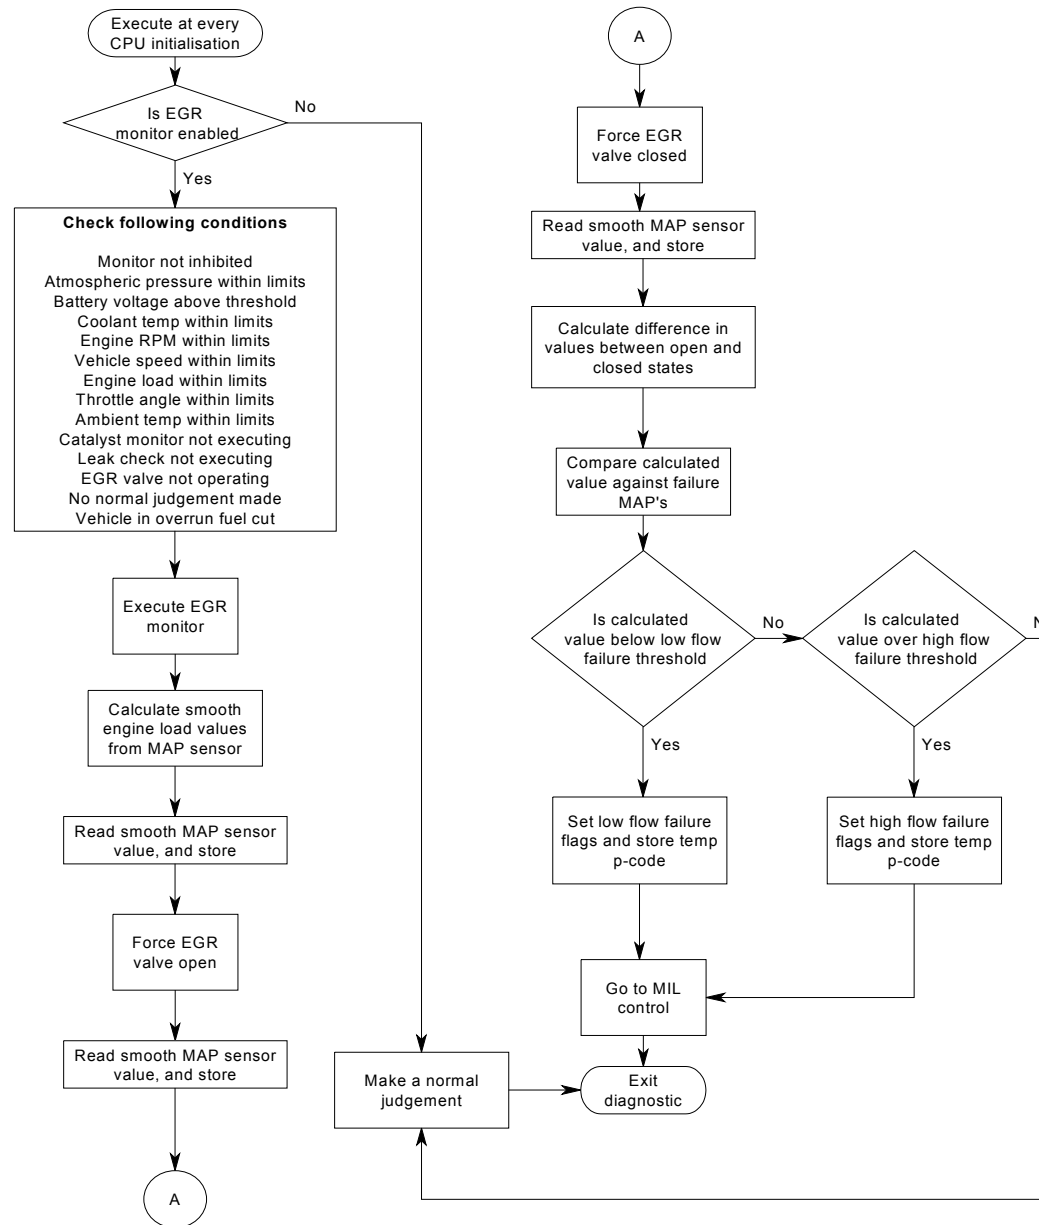 Execute at every
CPU initialisation
Is EGR
monitor enabled
No
Yes
Check following conditions
Monitor not inhibited
Atmospheric pressure within limits
Battery voltage above threshold
Coolant temp within limits
Engine RPM within limits
Vehicle speed within limits
Engine load within limits
Throttle angle within limits
Ambient temp within limits
Catalyst monitor not executing
Leak check not executing
EGR valve not operating
No normal judgement made
Vehicle in overrun fuel cut
Execute EGR
monitor
Calculate smooth
engine load values
from MAP sensor
Read smooth MAP sensor
value, and store
Force EGR
valve open
Read smooth MAP sensor
value, and store
A
A
Force EGR
valve closed
Read smooth MAP sensor
value, and store
Calculate difference in
values between open and
closed states
Compare calculated
value against failure
MAP's
Is calculated
value below low flow
failure threshold
No
Is calculated
value over high flow
failure threshold
Yes
Yes
Set low flow failure
flags and store temp
p-code
Set high flow failure
flags and store temp
p-code
Go to MIL
control
Make a normal
judgement
Exit
diagnostic